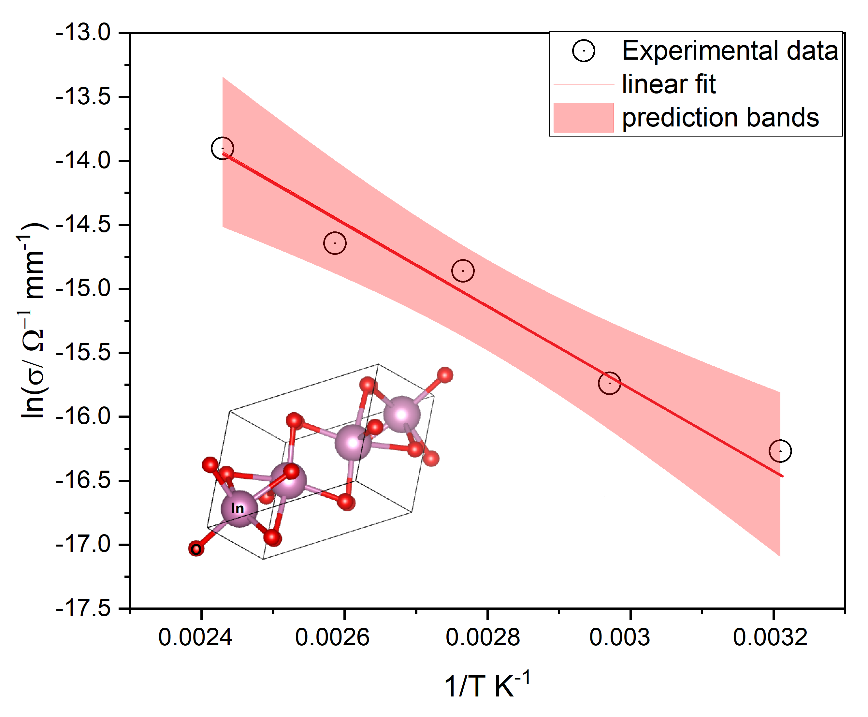 -13.0
-13.5
-14.0
-14.5
-15.0
-15.5
-16.0
-16.5
-17.0
-17.5
ln(σ/ Ω⁻¹ mm⁻¹)
Experimental data
linear fit
prediction bands
In
O
0.0024 0.0026 0.0028 0.003 0.0032
1/T K⁻¹